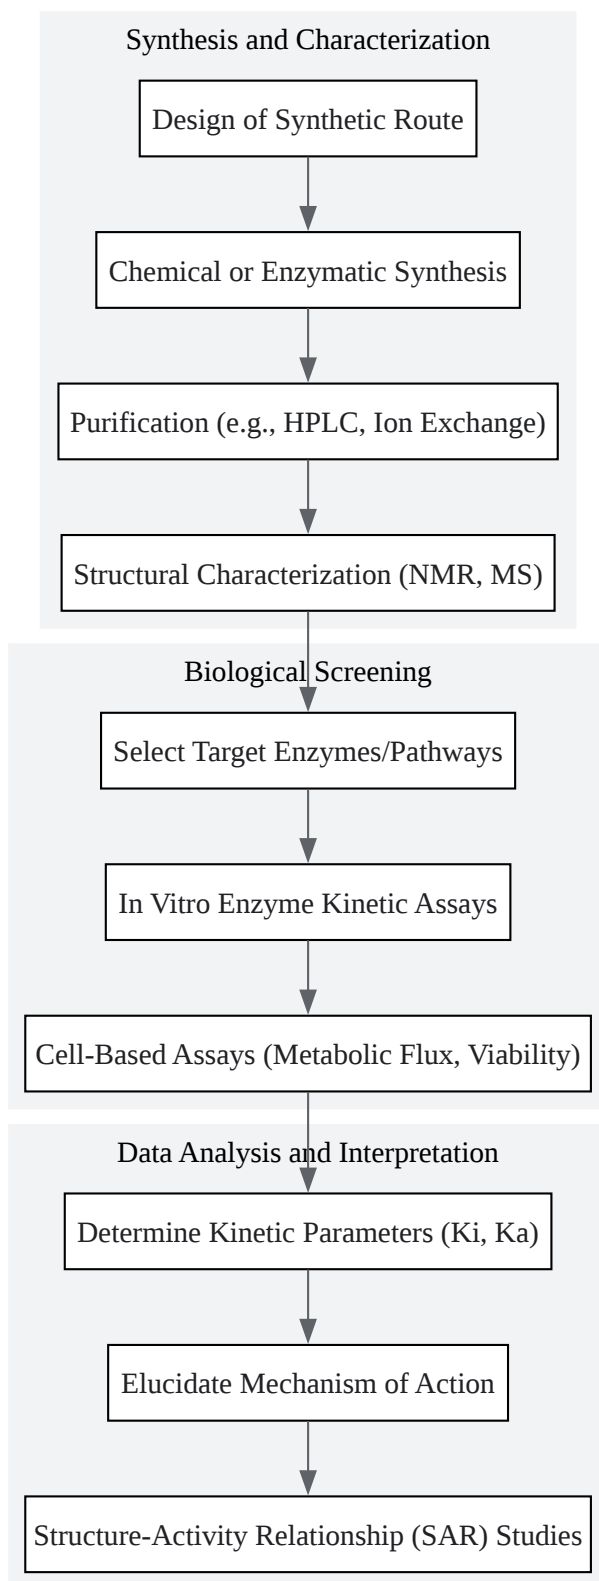 Synthesis and Characterization
Design of Synthetic Route
Chemical or Enzymatic Synthesis
Purification (e.g., HPLC, Ion Exchange)
Structural Characterization (NMR, MS)
Biological Screening
Select Target Enzymes/Pathways
In Vitro Enzyme Kinetic Assays
Cell-Based Assays (Metabolic Flux, Viability)
Data Analysis and Interpretation
Determine Kinetic Parameters (Ki, Ka)
Elucidate Mechanism of Action
Structure-Activity Relationship (SAR) Studies